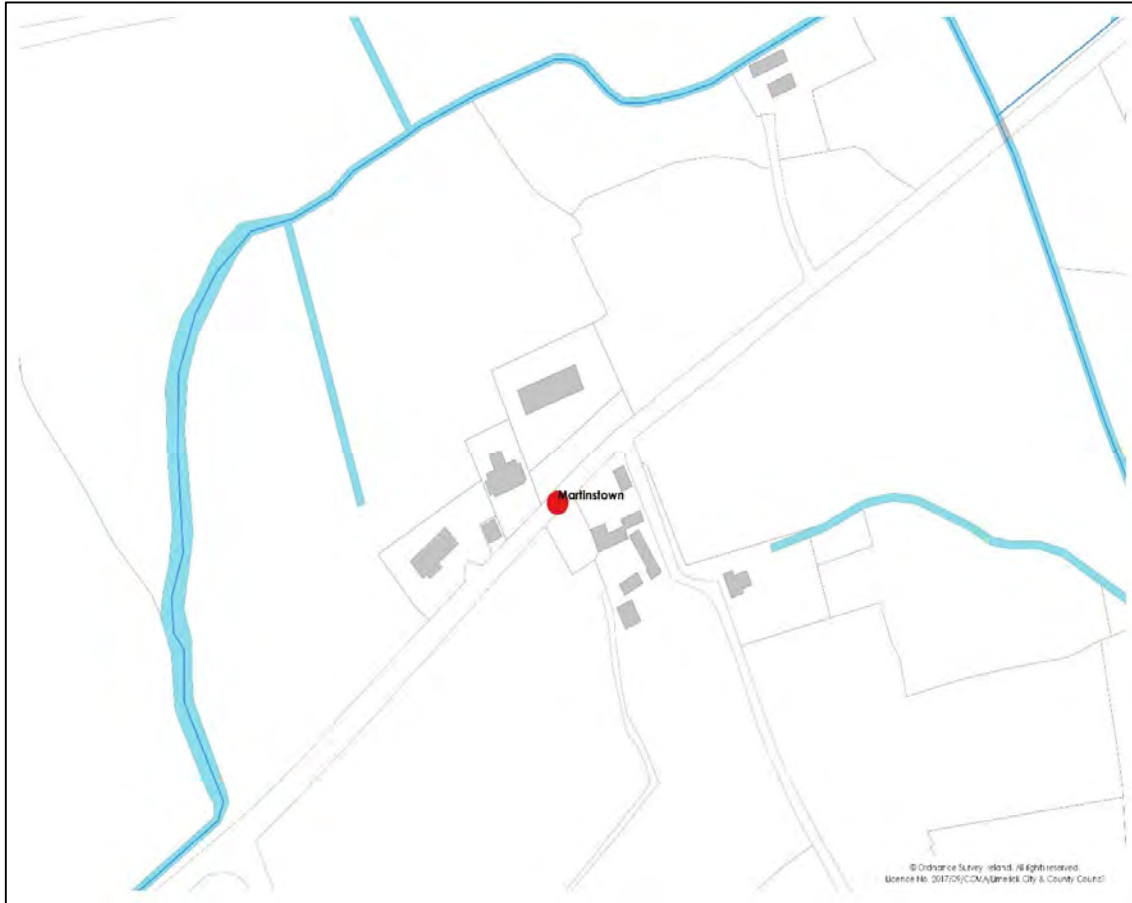 Martinstown
© Ordnance Survey Ireland. All rights reserved.
Licence No. 2017/09/CCMA/Limerick City & County Council